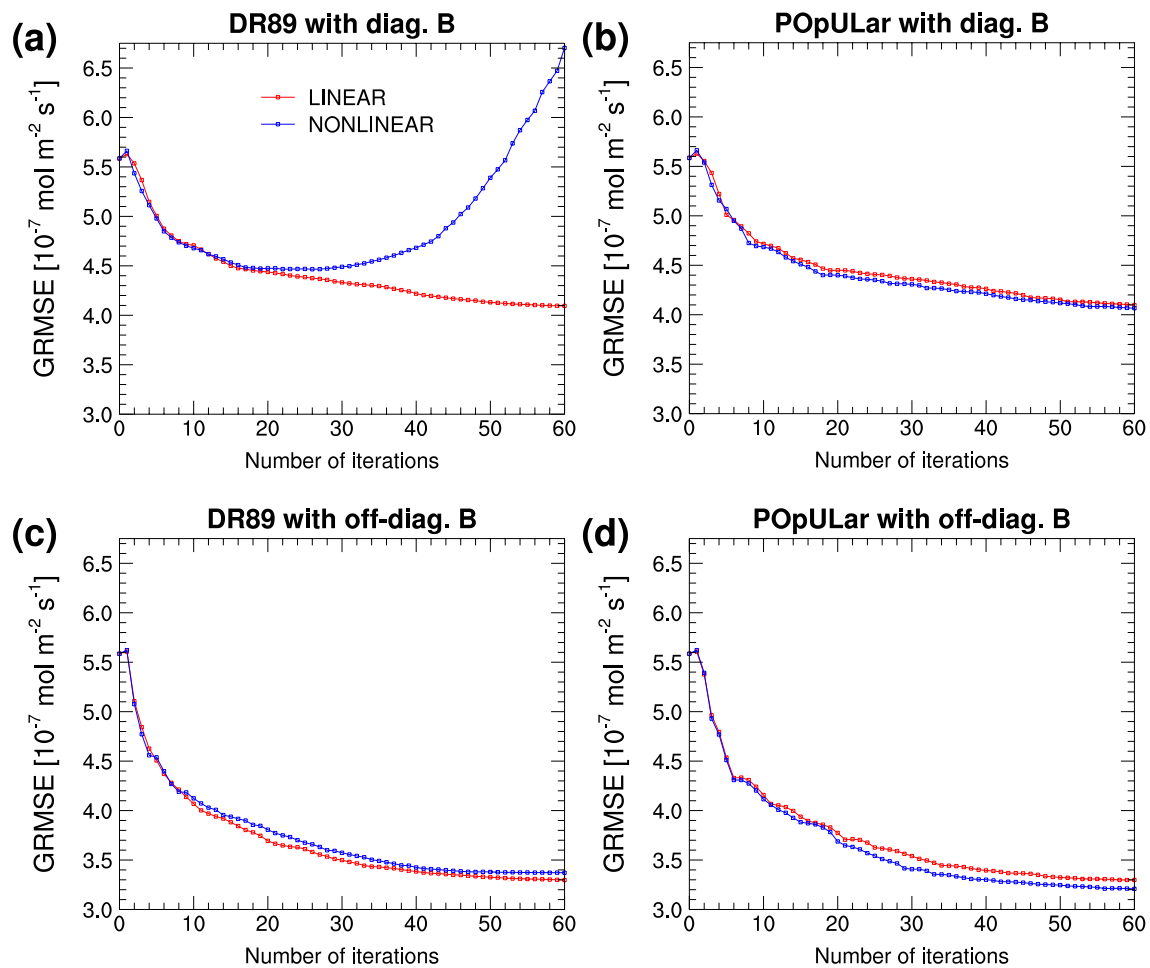 (a) DR89 with diag. B
GRMSE [10⁻⁷ mol m⁻² s⁻¹]
6.5
6.0
5.5
5.0
4.5
4.0
3.5
3.0
LINEAR
NONLINEAR
0 10 20 30 40 50 60
Number of iterations
(b) POpULar with diag. B
GRMSE [10⁻⁷ mol m⁻² s⁻¹]
6.5
6.0
5.5
5.0
4.5
4.0
3.5
3.0
0 10 20 30 40 50 60
Number of iterations
(c) DR89 with off-diag. B
GRMSE [10⁻⁷ mol m⁻² s⁻¹]
6.5
6.0
5.5
5.0
4.5
4.0
3.5
3.0
0 10 20 30 40 50 60
Number of iterations
(d) POpULar with off-diag. B
GRMSE [10⁻⁷ mol m⁻² s⁻¹]
6.5
6.0
5.5
5.0
4.5
4.0
3.5
3.0
0 10 20 30 40 50 60
Number of iterations